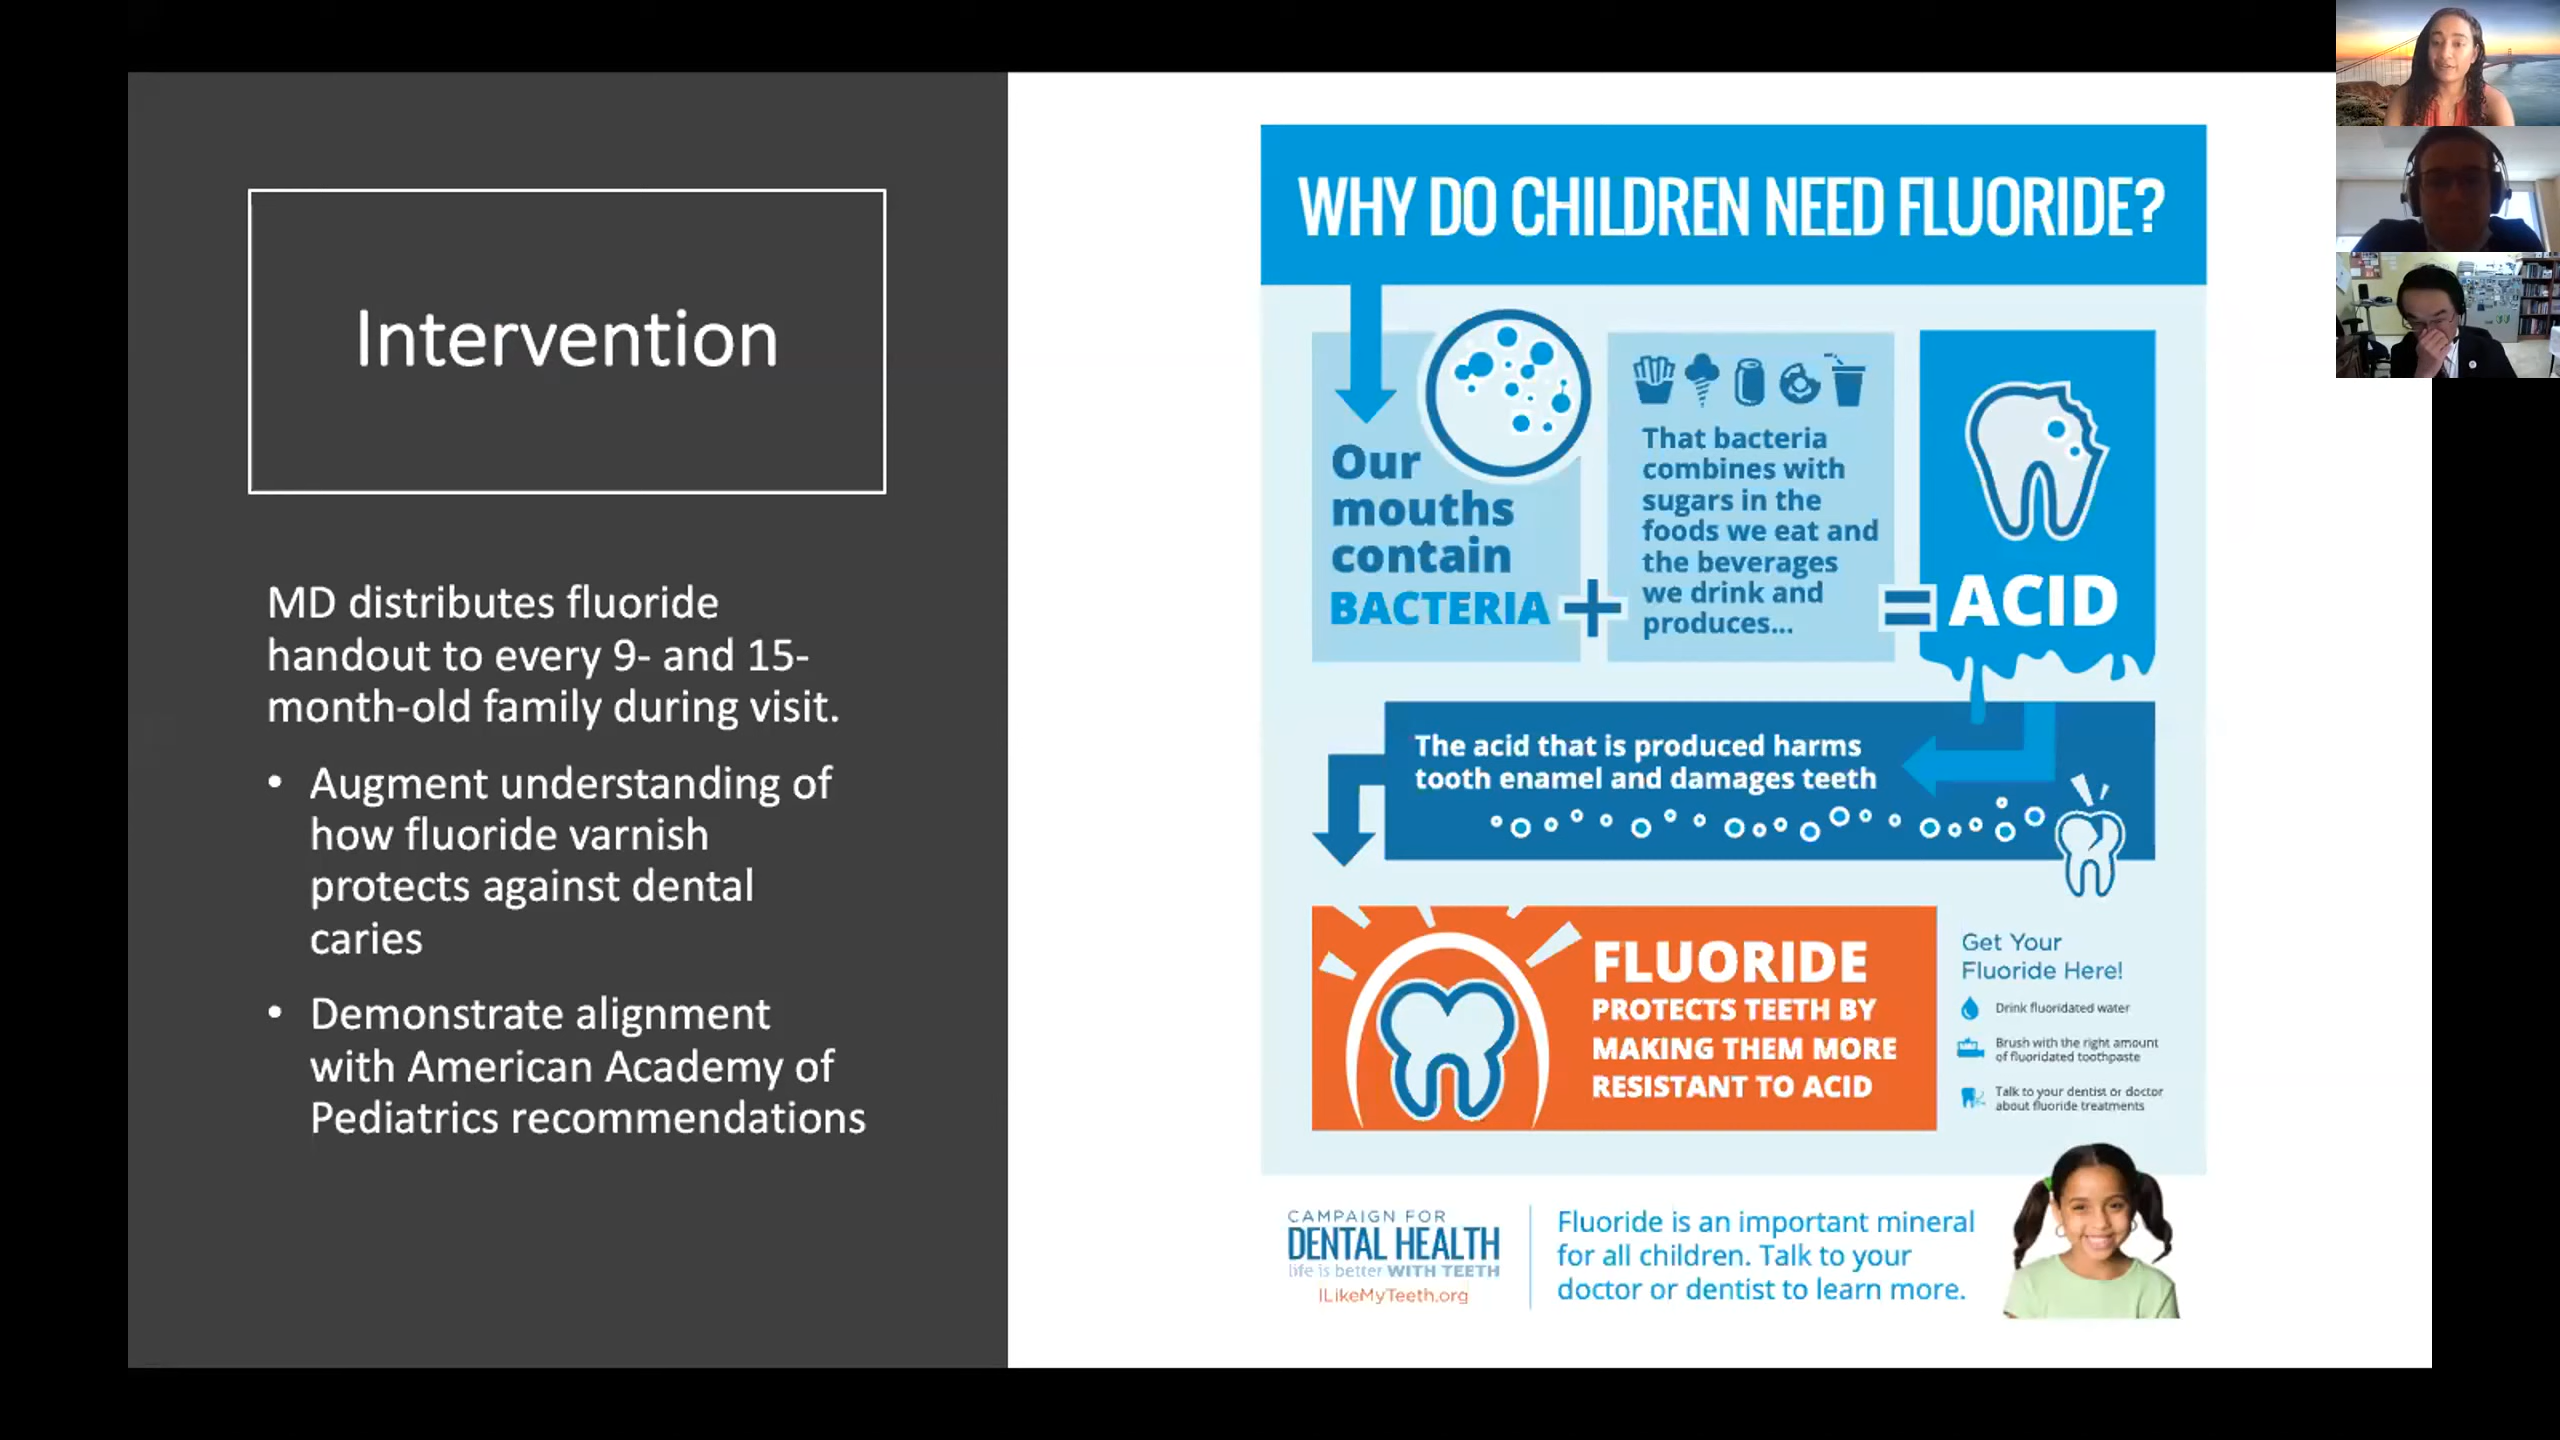 Intervention
MD distributes fluoride
handout to every 9- and 15-
month-old family during visit.
• Augment understanding of
how fluoride varnish
protects against dental
caries
• Demonstrate alignment
with American Academy of
Pediatrics recommendations
WHY DO CHILDREN NEED FLUORIDE?
Our
mouths
contain
BACTERIA
+
That bacteria
combines with
sugars in the
foods we eat and
the beverages
we drink and
produces...
=
ACID
The acid that is produced harms
tooth enamel and damages teeth
FLUORIDE
PROTECTS TEETH BY
MAKING THEM MORE
RESISTANT TO ACID
Get Your
Fluoride Here!
Drink fluoridated water
Brush with the right amount
of fluoridated toothpaste
Talk to your dentist or doctor
about fluoride treatments
CAMPAIGN FOR
DENTAL HEALTH
life is better WITH TEETH
ILikeMyTeeth.org
Fluoride is an important mineral
for all children. Talk to your
doctor or dentist to learn more.